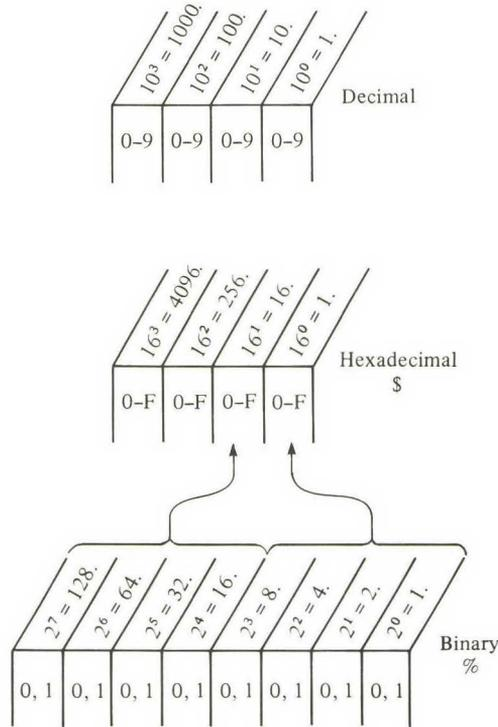 10³ = 1000. 10² = 100. 10¹ = 10. 10⁰ = 1.
Decimal
0–9 0–9 0–9 0–9
16³ = 4096. 16² = 256. 16¹ = 16. 16⁰ = 1.
Hexadecimal
$
0–F 0–F 0–F 0–F
2⁷ = 128. 2⁶ = 64. 2⁵ = 32. 2⁴ = 16. 2³ = 8. 2² = 4. 2¹ = 2. 2⁰ = 1.
Binary
%
0, 1 0, 1 0, 1 0, 1 0, 1 0, 1 0, 1 0, 1